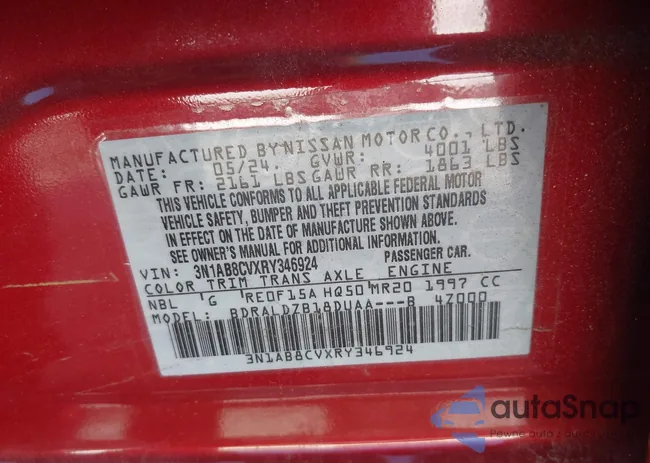 MANUFACTURED BY NISSAN MOTOR CO., LTD.
DATE: 05/24. GVWR: 4001 LBS
GAWR FR: 2161 LBS GAWR RR: 1863 LBS
THIS VEHICLE CONFORMS TO ALL APPLICABLE FEDERAL MOTOR
VEHICLE SAFETY, BUMPER AND THEFT PREVENTION STANDARDS
IN EFFECT ON THE DATE OF MANUFACTURE SHOWN ABOVE.
SEE OWNER'S MANUAL FOR ADDITIONAL INFORMATION
VIN: 3N1AB8CVXRY346924 PASSENGER CAR.
COLOR TRIM TRANS AXLE ENGINE
NBL G RE0F15A HQ50 MR20 1997 CC
MODEL: BDRALDZB18DUAA---B 47000
3N1AB8CVXRY346924
autaSnap
Pewne auta z